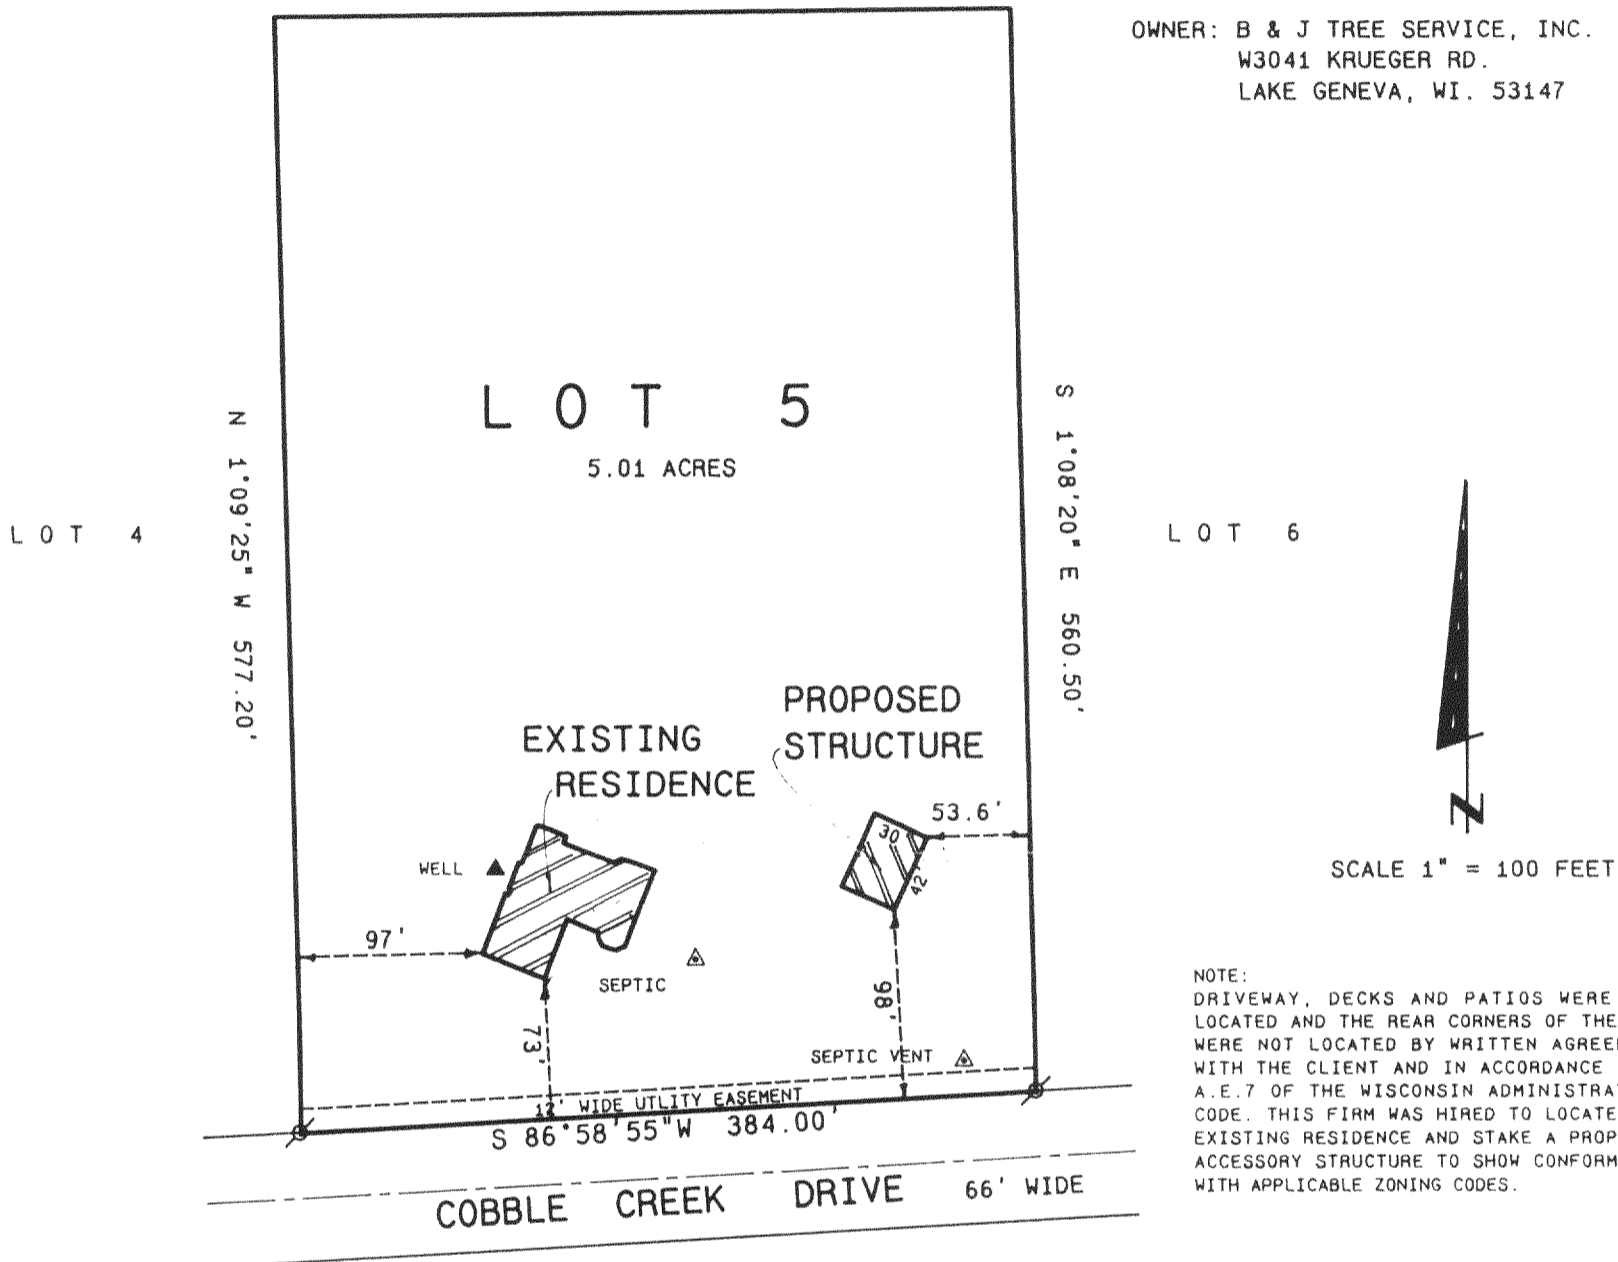 OWNER: B & J TREE SERVICE, INC.
W3041 KRUEGER RD.
LAKE GENEVA, WI. 53147
LOT 5
5.01 ACRES
N 1°09'25" W 577.20'
S 1°08'20" E 560.50'
LOT 4
LOT 6
PROPOSED
STRUCTURE
EXISTING
RESIDENCE
53.6'
30
42'
WELL
97'
SEPTIC
73'
98'
SEPTIC VENT
12' WIDE UTLITY EASEMENT
S 86°58'55"W 384.00'
COBBLE CREEK DRIVE 66' WIDE
N
SCALE 1" = 100 FEET
NOTE:
DRIVEWAY, DECKS AND PATIOS WERE
LOCATED AND THE REAR CORNERS OF THE
WERE NOT LOCATED BY WRITTEN AGREE
WITH THE CLIENT AND IN ACCORDANCE
A.E.7 OF THE WISCONSIN ADMINISTRA
CODE. THIS FIRM WAS HIRED TO LOCATE
EXISTING RESIDENCE AND STAKE A PROP
ACCESSORY STRUCTURE TO SHOW CONFORM
WITH APPLICABLE ZONING CODES.